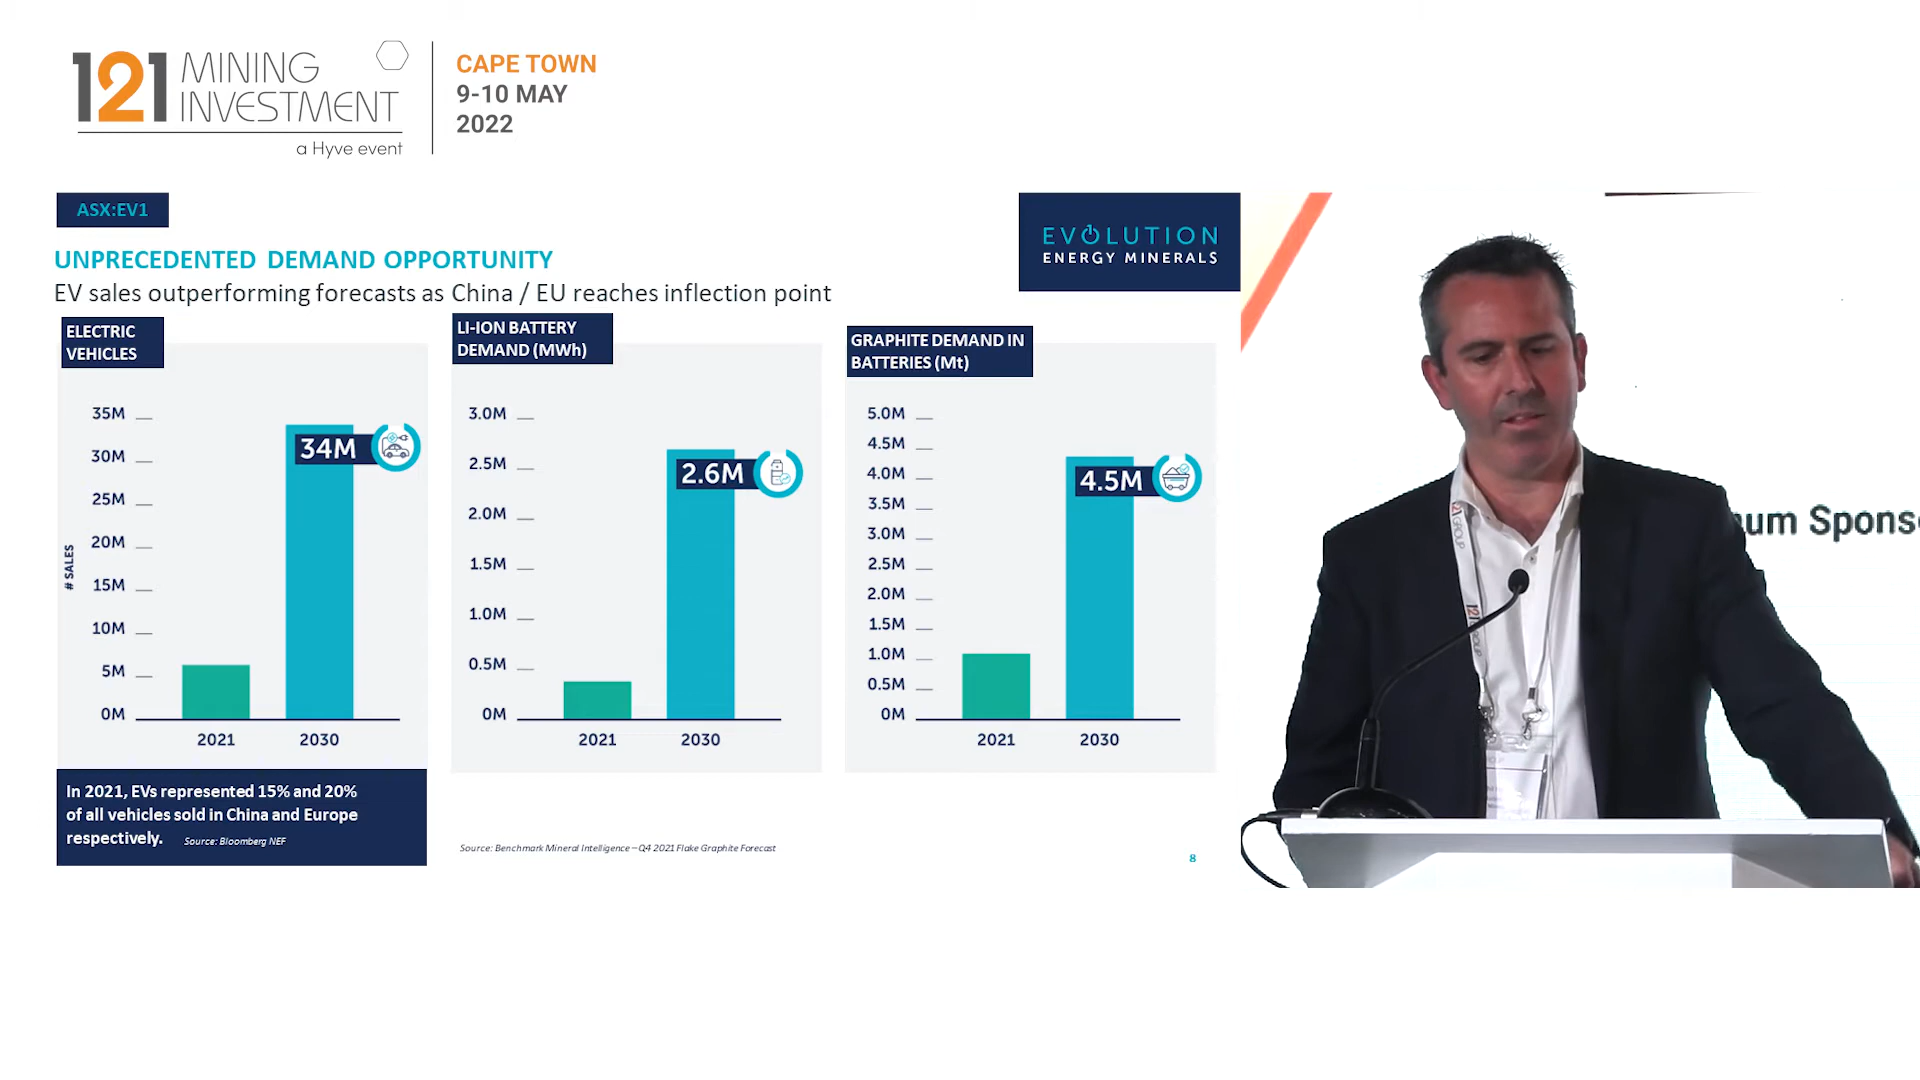 121 MINING
INVESTMENT
a Hyve event
CAPE TOWN
9-10 MAY
2022
ASX:EV1
EVOLUTION
ENERGY MINERALS
UNPRECEDENTED DEMAND OPPORTUNITY
EV sales outperforming forecasts as China / EU reaches inflection point
ELECTRIC
VEHICLES
35M
30M
25M
20M
15M
10M
5M
0M
# SALES
34M
2021
2030
In 2021, EVs represented 15% and 20%
of all vehicles sold in China and Europe
respectively. Source: Bloomberg NEF
LI-ION BATTERY
DEMAND (MWh)
3.0M
2.5M
2.0M
1.5M
1.0M
0.5M
0M
2.6M
2021
2030
GRAPHITE DEMAND IN
BATTERIES (Mt)
5.0M
4.5M
4.0M
3.5M
3.0M
2.5M
2.0M
1.5M
1.0M
0.5M
0M
4.5M
2021
2030
Source: Benchmark Mineral Intelligence – Q4 2021 Flake Graphite Forecast
8
num Spons
121 GROUP
121 GROUP